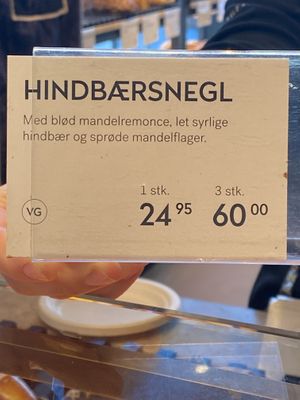 HINDBÆRSNEGL
Med blød mandelremonce, let syrlige
hindbær og sprøde mandelflager.
1 stk. 3 stk.
VG 24 95 60 00